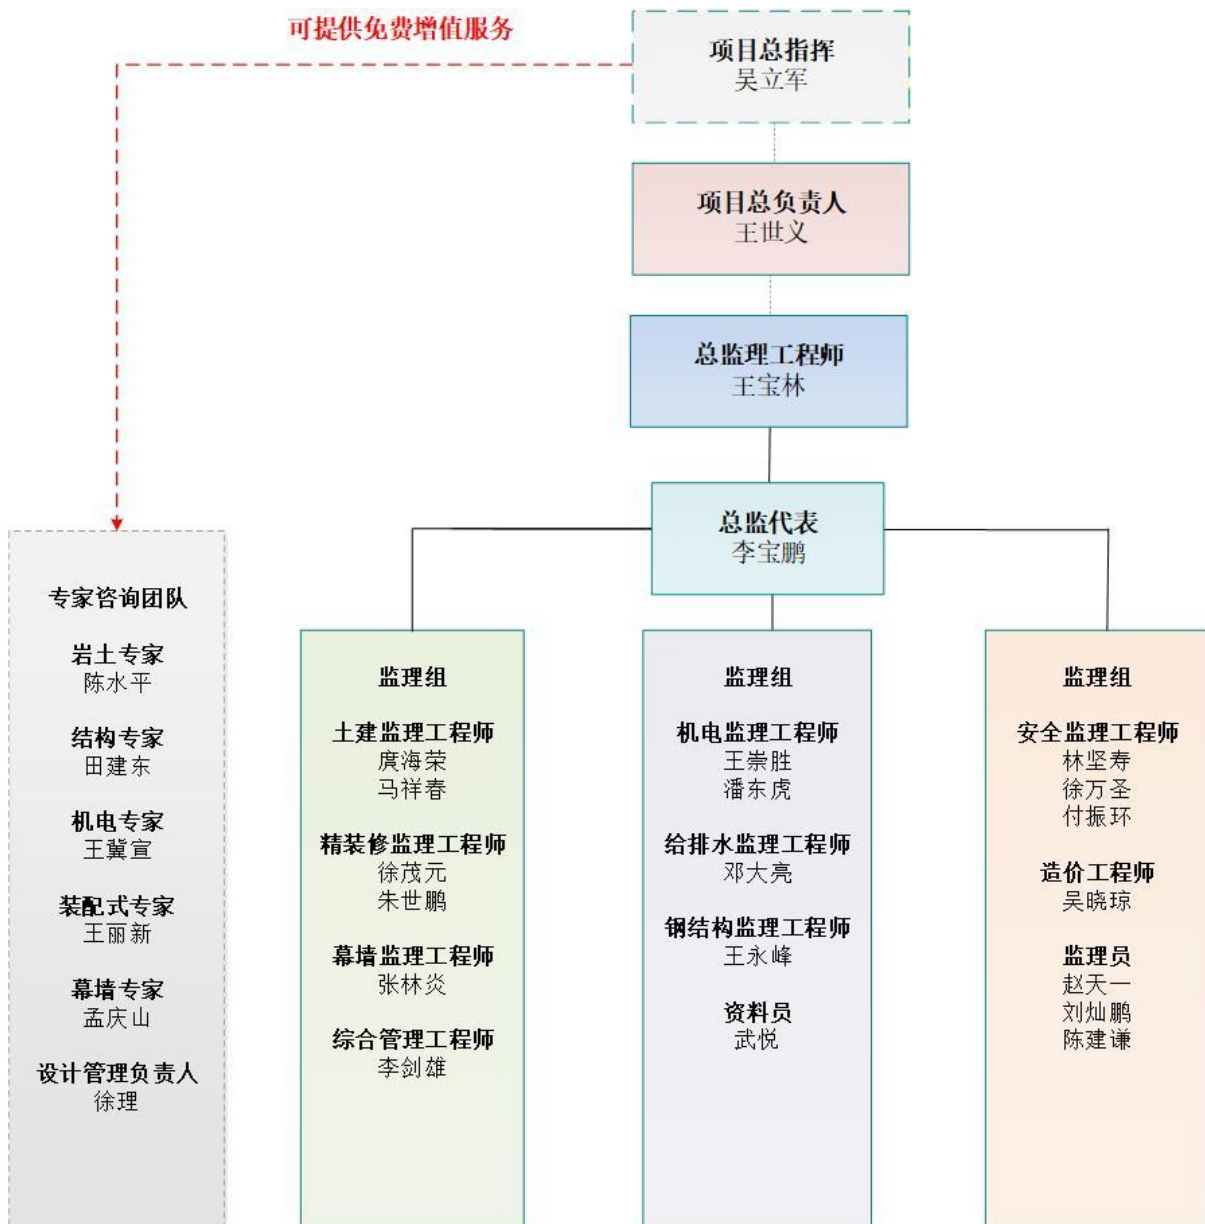 可提供免费增值服务
项目总指挥
吴立军
项目总负责人
王世义
总监理工程师
王宝林
总监代表
李宝鹏
专家咨询团队
岩土专家
陈水平
结构专家
田建东
机电专家
王冀宣
装配式专家
王丽新
幕墙专家
孟庆山
设计管理负责人
徐理
监理组
土建监理工程师
庹海荣
马祥春
精装修监理工程师
徐茂元
朱世鹏
幕墙监理工程师
张林炎
综合管理工程师
李剑雄
监理组
机电监理工程师
王崇胜
潘东虎
给排水监理工程师
邓大亮
钢结构监理工程师
王永峰
资料员
武悦
监理组
安全监理工程师
林坚寿
徐万圣
付振环
造价工程师
吴晓琼
监理员
赵天一
刘灿鹏
陈建谦